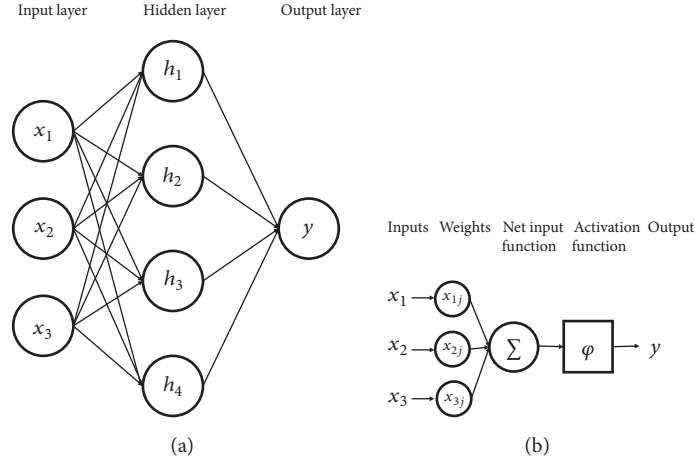 Input layer Hidden layer Output layer
h1
x1
h2
x2
y
h3
x3
h4
(a)
Inputs Weights Net input function Activation function Output
x1 x1j
x2 x2j Σ φ y
x3 x3j
(b)